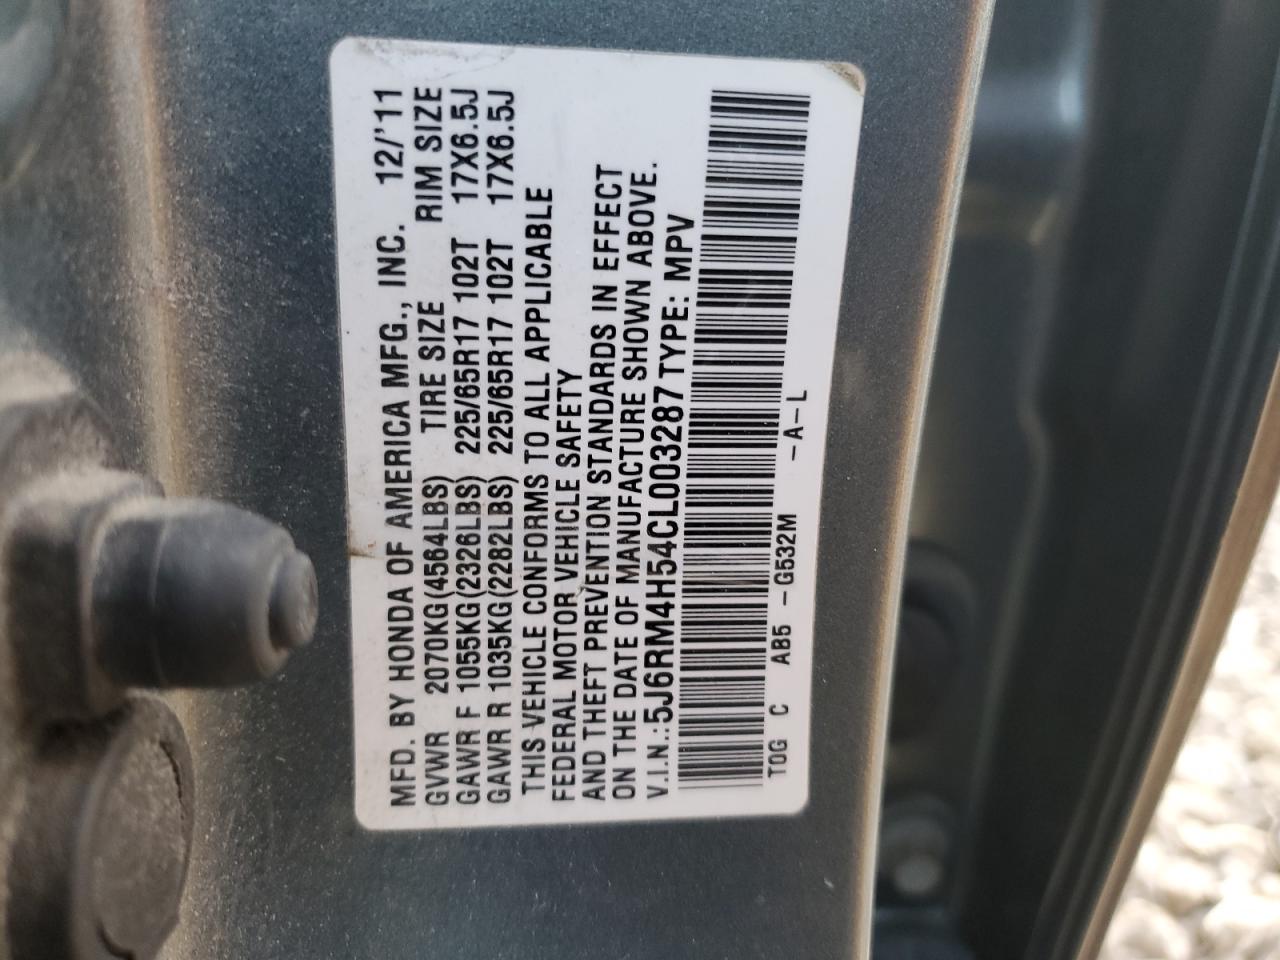 MFD. BY HONDA OF AMERICA MFG., INC. 12/'11
GVWR 2070KG(4564LBS) TIRE SIZE RIM SIZE
GAWR F 1055KG(2326LBS) 225/65R17 102T 17X6.5J
GAWR R 1035KG(2282LBS) 225/65R17 102T 17X6.5J
THIS VEHICLE CONFORMS TO ALL APPLICABLE
FEDERAL MOTOR VEHICLE SAFETY
AND THEFT PREVENTION STANDARDS IN EFFECT
ON THE DATE OF MANUFACTURE SHOWN ABOVE.
V.I.N.:5J6RM4H54CL003287 TYPE: MPV
T0G C AB5 -G532M -A-L